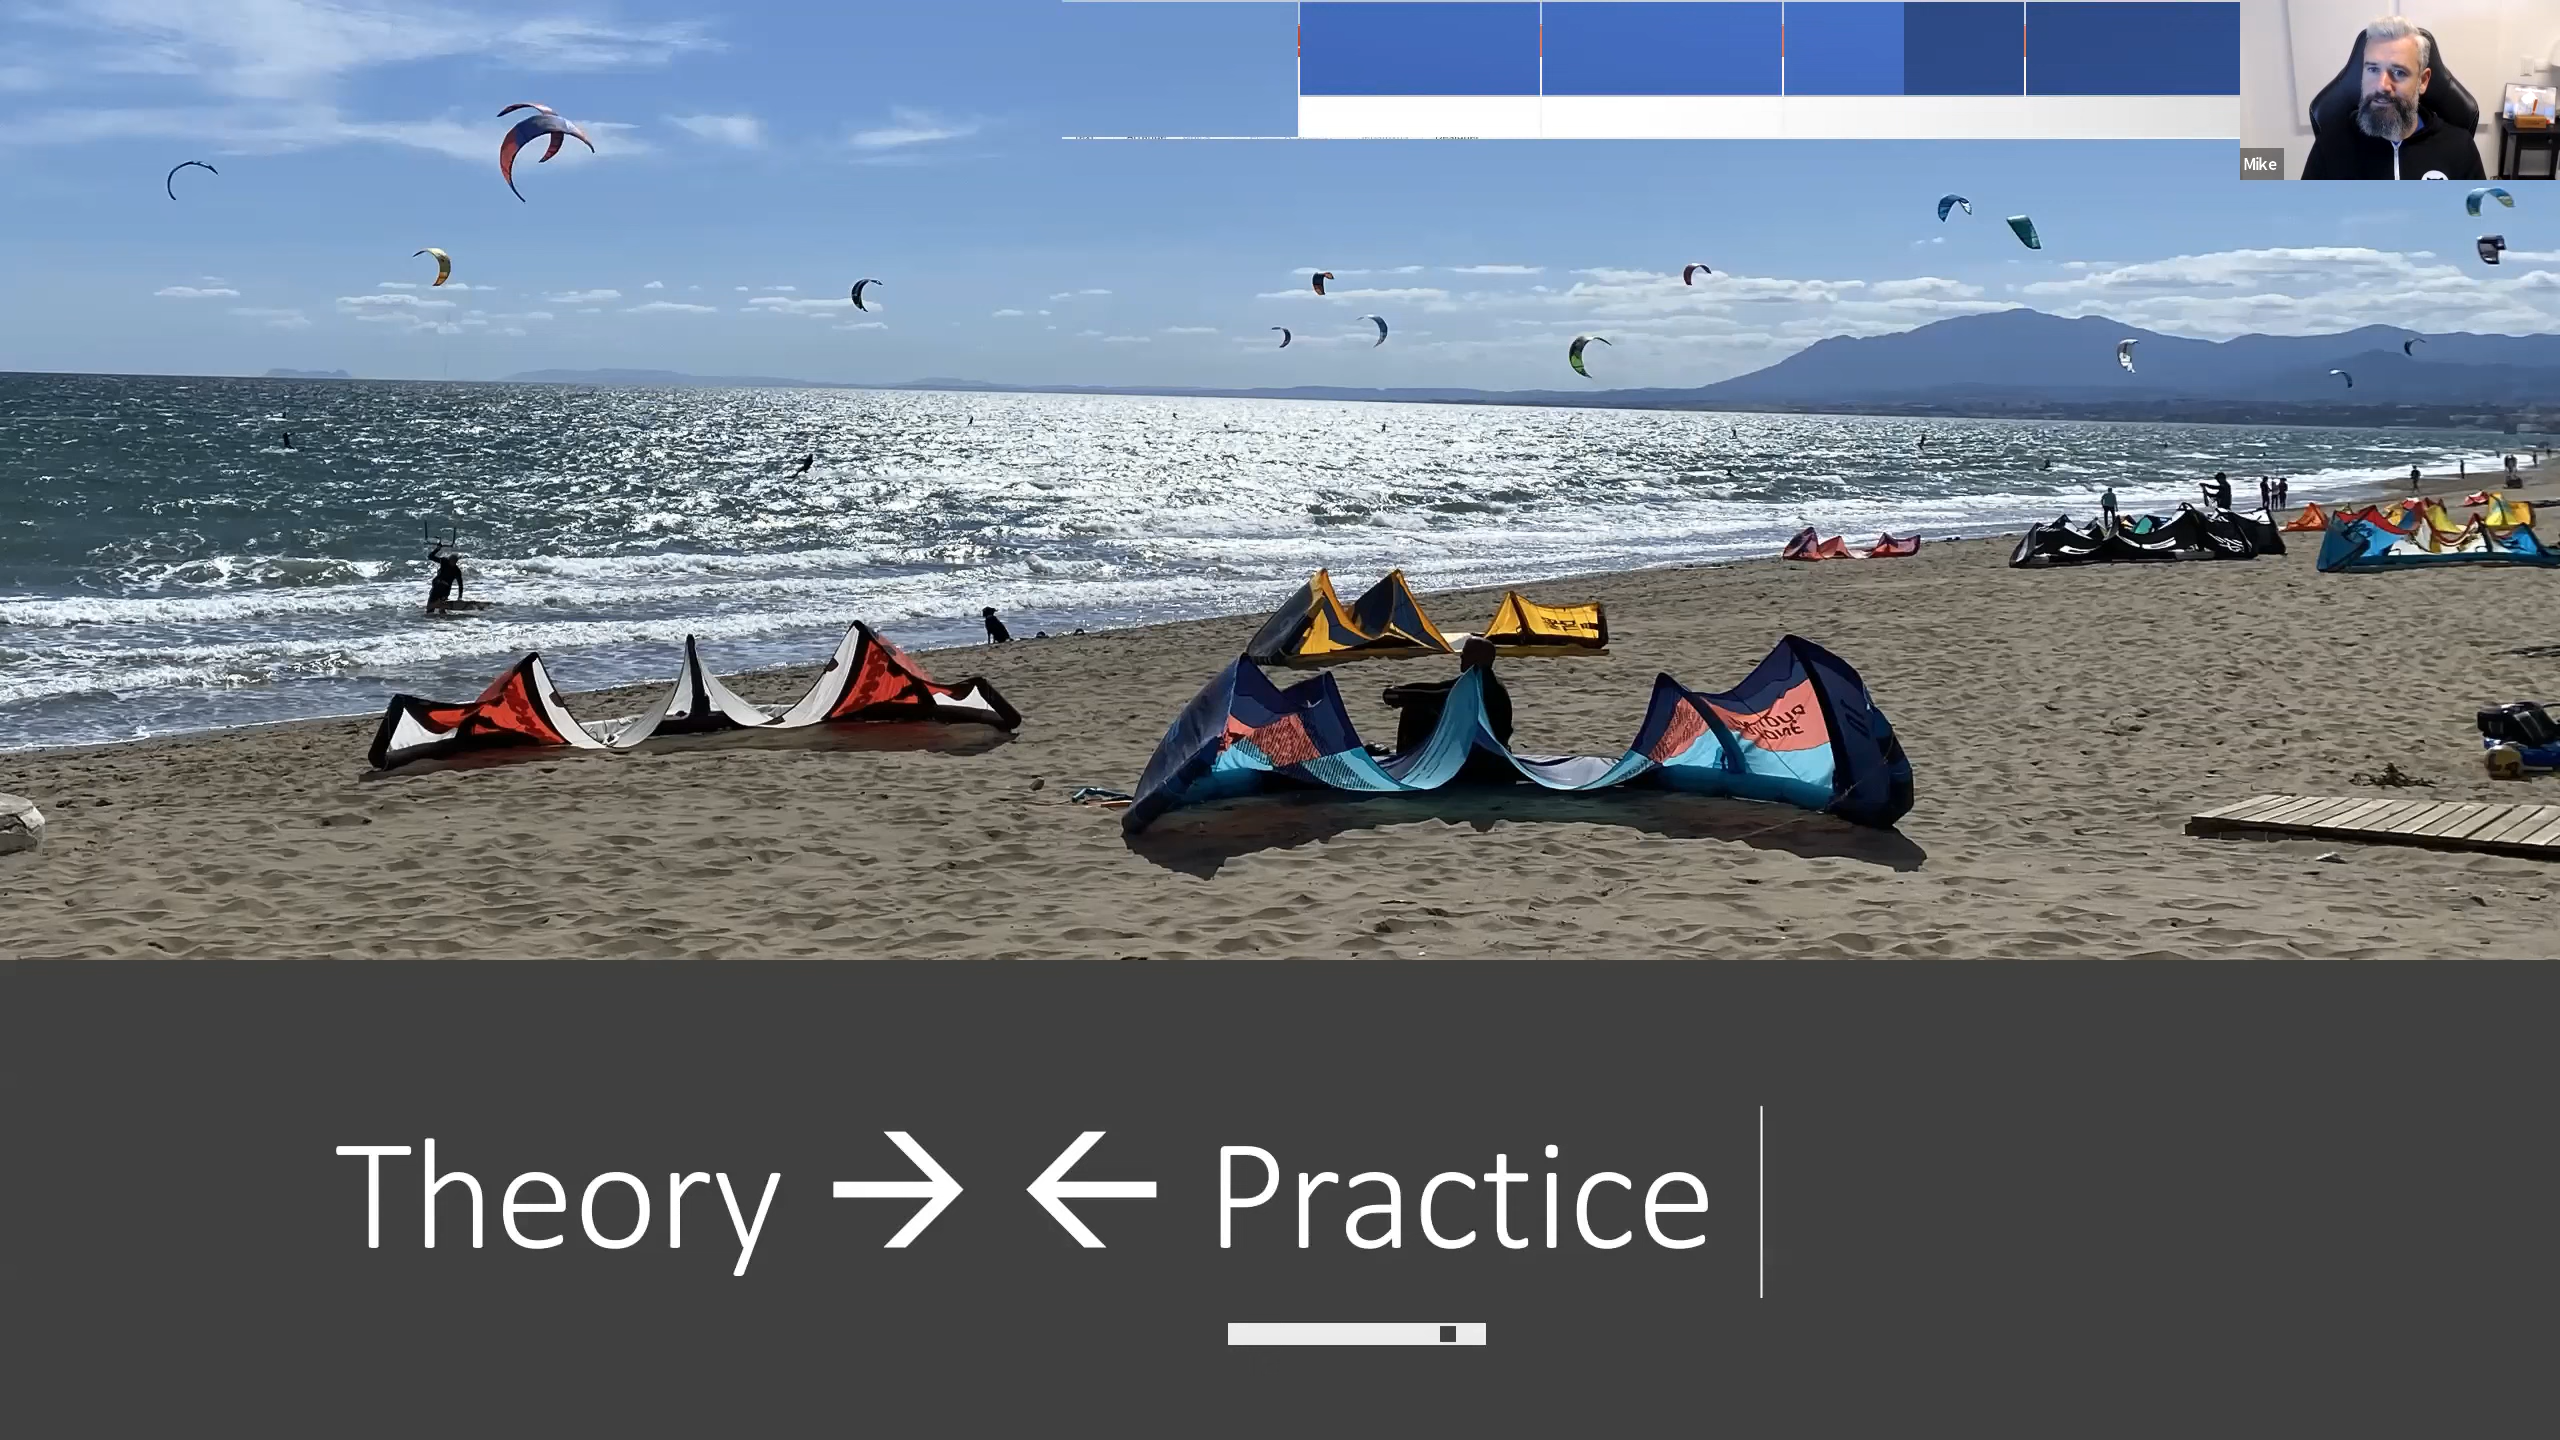 Mike
Theory → ← Practice